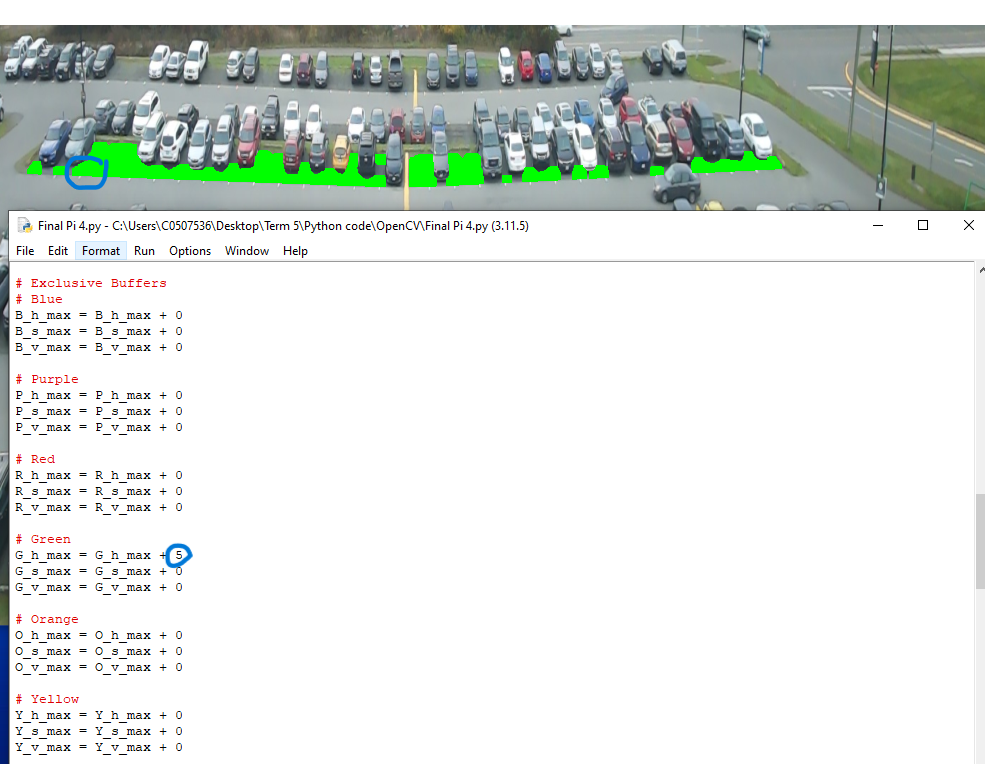 Final Pi 4.py - C:\Users\C0507536\Desktop\Term 5\Python code\OpenCV\Final Pi 4.py (3.11.5)
File Edit Format Run Options Window Help
# Exclusive Buffers
# Blue
B_h_max = B_h_max + 0
B_s_max = B_s_max + 0
B_v_max = B_v_max + 0
# Purple
P_h_max = P_h_max + 0
P_s_max = P_s_max + 0
P_v_max = P_v_max + 0
# Red
R_h_max = R_h_max + 0
R_s_max = R_s_max + 0
R_v_max = R_v_max + 0
# Green
G_h_max = G_h_max + 5
G_s_max = G_s_max + 0
G_v_max = G_v_max + 0
# Orange
O_h_max = O_h_max + 0
O_s_max = O_s_max + 0
O_v_max = O_v_max + 0
# Yellow
Y_h_max = Y_h_max + 0
Y_s_max = Y_s_max + 0
Y_v_max = Y_v_max + 0